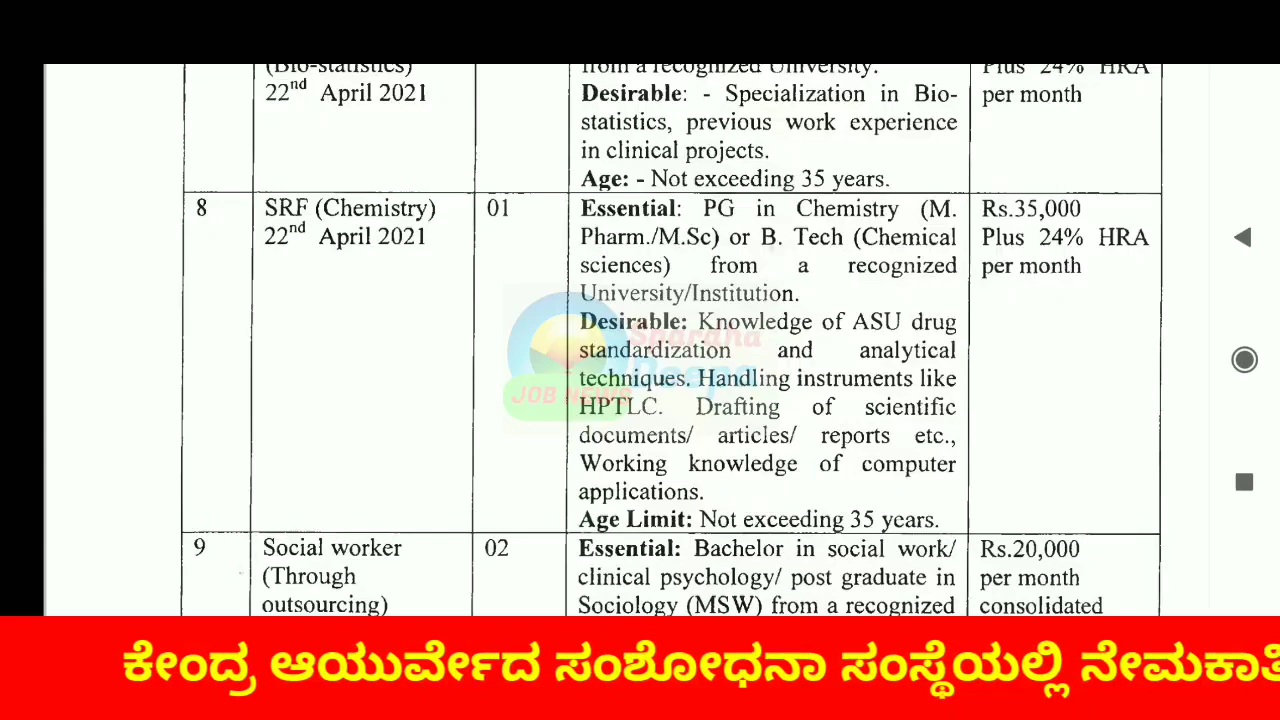 (Bio-statistics)
22nd April 2021
from a recognized University.
Desirable: - Specialization in Bio-
statistics, previous work experience
in clinical projects.
Age: - Not exceeding 35 years.
Plus 24% HRA
per month
8
SRF (Chemistry)
22nd April 2021
01
Essential: PG in Chemistry (M.
Pharm./M.Sc) or B. Tech (Chemical
sciences) from a recognized
University/Institution.
Desirable: Knowledge of ASU drug
standardization and analytical
techniques. Handling instruments like
HPTLC. Drafting of scientific
documents/ articles/ reports etc.,
Working knowledge of computer
applications.
Age Limit: Not exceeding 35 years.
Rs.35,000
Plus 24% HRA
per month
Shardha
Deepa
JOB NEWS
9
Social worker
(Through
outsourcing)
02
Essential: Bachelor in social work/
clinical psychology/ post graduate in
Sociology (MSW) from a recognized
Rs.20,000
per month
consolidated
ಕೇಂದ್ರ ಆಯುರ್ವೇದ ಸಂಶೋಧನಾ ಸಂಸ್ಥೆಯಲ್ಲಿ ನೇಮಕಾತಿ